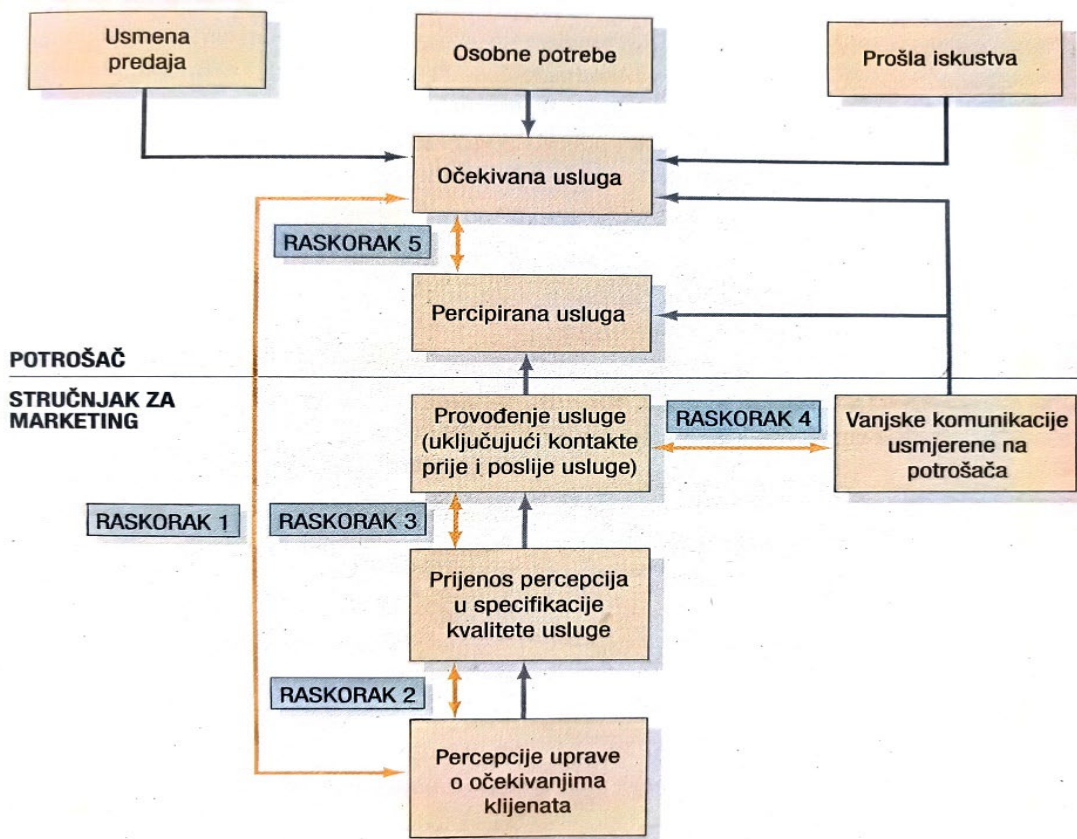 Usmena
predaja
Osobne potrebe
Prošla iskustva
Očekivana usluga
RASKORAK 5
Percipirana usluga
POTROŠAČ
STRUČNJAK ZA
MARKETING
Provođenje usluge
(uključujući kontakte
prije i poslije usluge)
RASKORAK 4
Vanjske komunikacije
usmjerene na
potrošača
RASKORAK 1
RASKORAK 3
Prijenos percepcija
u specifikacije
kvalitete usluge
RASKORAK 2
Percepcije uprave
o očekivanjima
klijenata